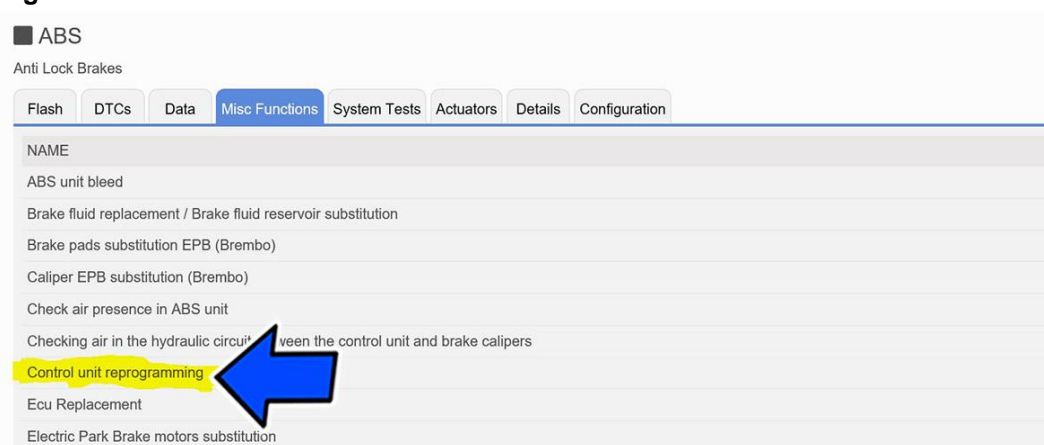 ABS
Anti Lock Brakes
Flash DTCs Data Misc Functions System Tests Actuators Details Configuration
NAME
ABS unit bleed
Brake fluid replacement / Brake fluid reservoir substitution
Brake pads substitution EPB (Brembo)
Caliper EPB substitution (Brembo)
Check air presence in ABS unit
Checking air in the hydraulic the control unit and brake calipers
Control unit reprogramming
Ecu Replacement
Electric Park Brake motors substitution